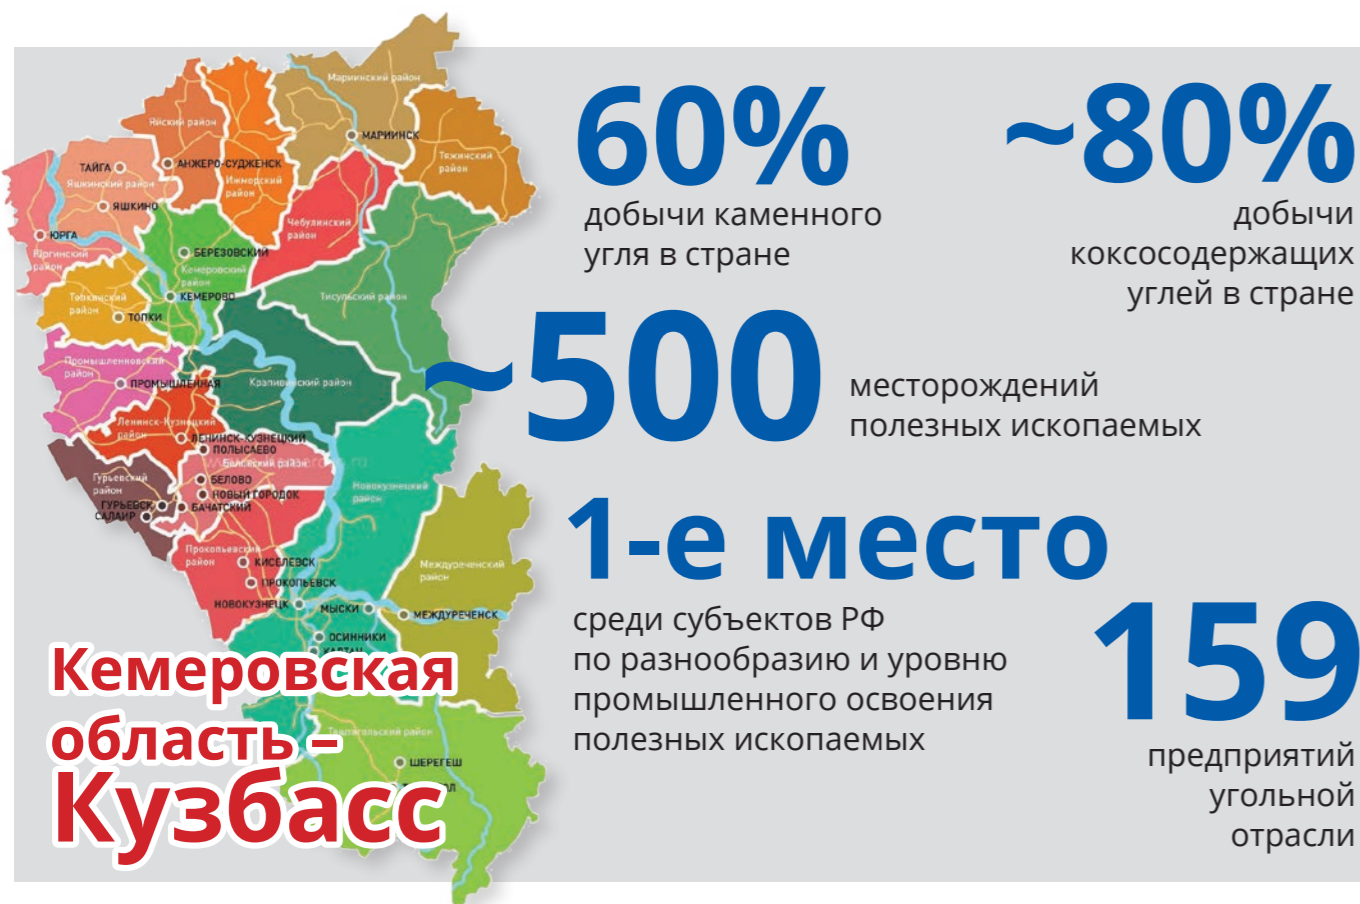 Мариинский район
Яйский район
МАРИИНСК
ТАЙГА
АНЖЕРО-СУДЖЕНСК
Тяжинский
район
Яшкинский район
Ижморский
район
ЯШКИНО
Чебулинский
район
ЮРГА
Юргинский
район
БЕРЕЗОВСКИЙ
Кемеровский
район
Топкинский
район
КЕМЕРОВО
Тисульский район
ТОПКИ
Промышленновский
район
ПРОМЫШЛЕННАЯ
Крапивинский район
Ленинск-Кузнецкий
район
ЛЕНИНСК-КУЗНЕЦКИЙ
ПОЛЫСАЕВО
Беловский район
Гурьевский
район
БЕЛОВО
Новокузнецкий
район
НОВЫЙ ГОРОДОК
ГУРЬЕВСК
БАЧАТСКИЙ
САЛАИР
Прокопьевский
район
КИСЕЛЕВСК
Междуреченский
район
ПРОКОПЬЕВСК
НОВОКУЗНЕЦК
МЫСКИ
МЕЖДУРЕЧЕНСК
ОСИННИКИ
Таштагольский район
ШЕРЕГЕШ
Кемеровская
область –
Кузбасс
60%
добычи каменного
угля в стране
~80%
добычи
коксосодержащих
углей в стране
~500
месторождений
полезных ископаемых
1-е место
среди субъектов РФ
по разнообразию и уровню
промышленного освоения
полезных ископаемых
159
предприятий
угольной
отрасли